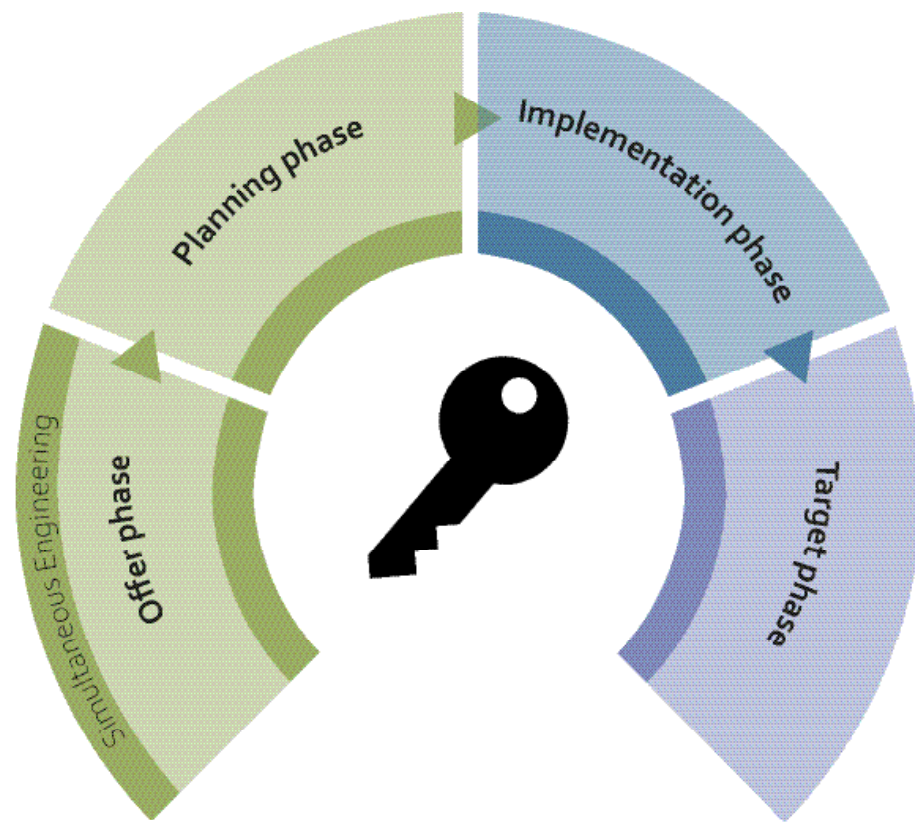 Planning phase
Implementation phase
Simultaneous Engineering
Offer phase
Target phase